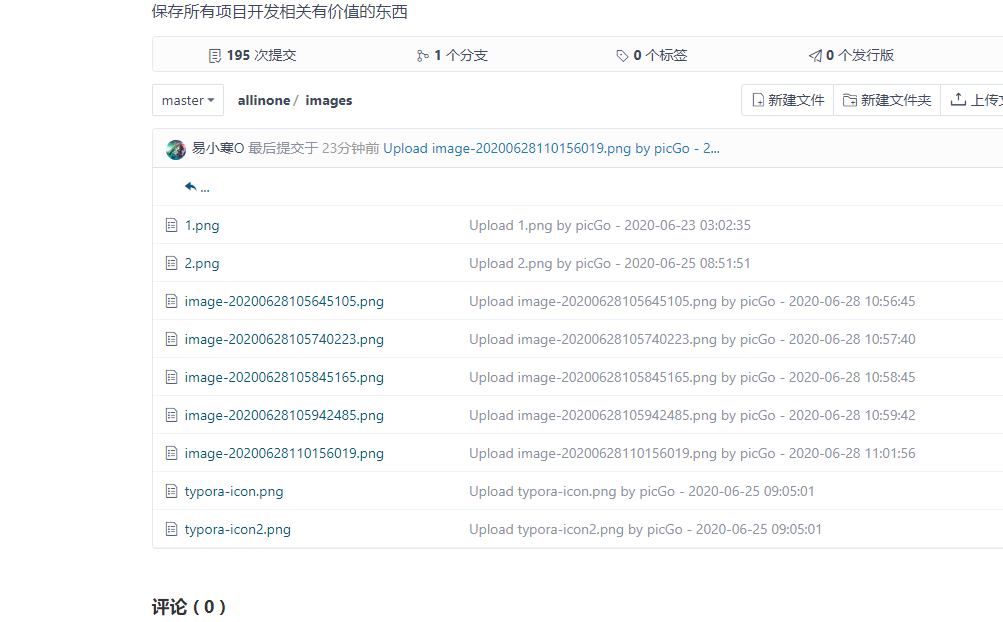 保存所有项目开发相关有价值的东西
195 次提交 1 个分支 0 个标签 0 个发行版
master allinone / images 新建文件 新建文件夹 上传
易小寒O 最后提交于 23分钟前 Upload image-20200628110156019.png by picGo - 2...
...
1.png Upload 1.png by picGo - 2020-06-23 03:02:35
2.png Upload 2.png by picGo - 2020-06-25 08:51:51
image-20200628105645105.png Upload image-20200628105645105.png by picGo - 2020-06-28 10:56:45
image-20200628105740223.png Upload image-20200628105740223.png by picGo - 2020-06-28 10:57:40
image-20200628105845165.png Upload image-20200628105845165.png by picGo - 2020-06-28 10:58:45
image-20200628105942485.png Upload image-20200628105942485.png by picGo - 2020-06-28 10:59:42
image-20200628110156019.png Upload image-20200628110156019.png by picGo - 2020-06-28 11:01:56
typora-icon.png Upload typora-icon.png by picGo - 2020-06-25 09:05:01
typora-icon2.png Upload typora-icon2.png by picGo - 2020-06-25 09:05:01
评论 ( 0 )